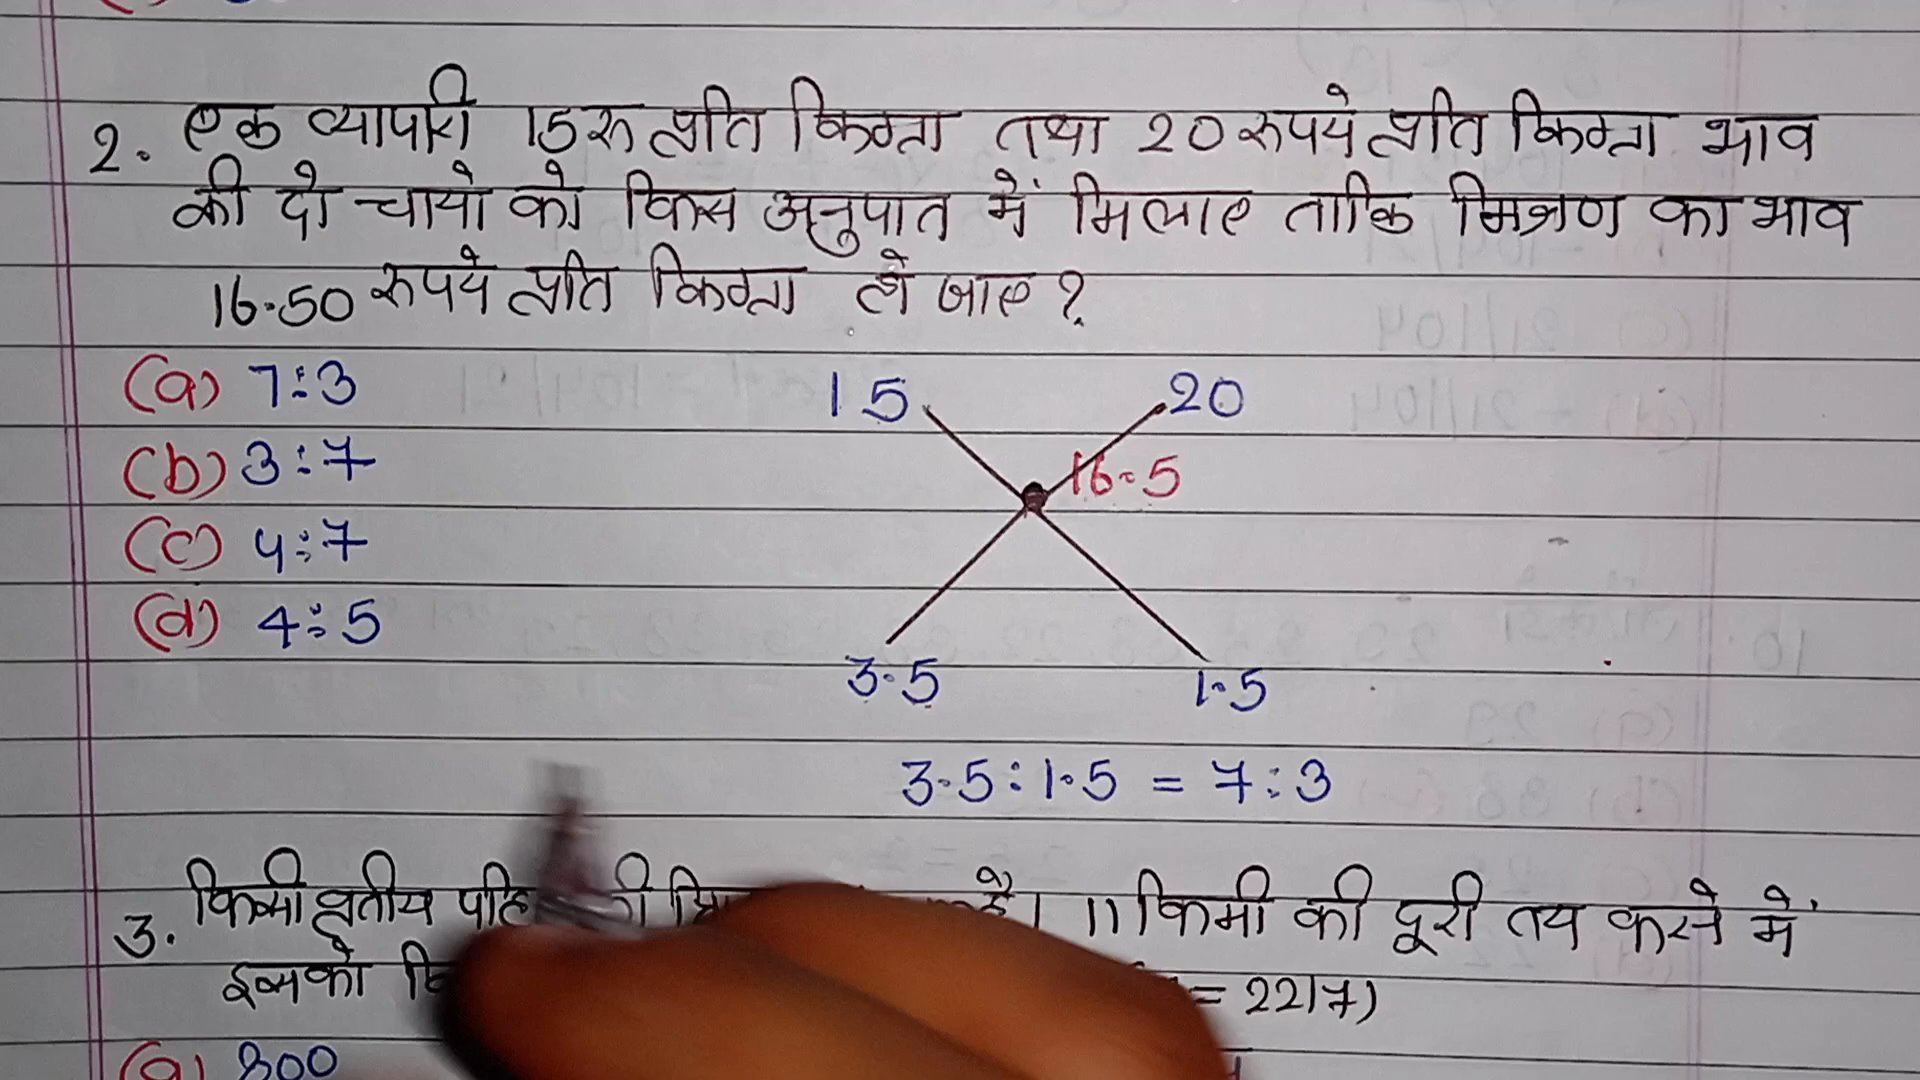 2. एक व्यापारी 15रु प्रति किग्रा तथा 20 रुपये प्रति किग्रा भाव
की दो चायो को किस अनुपात में मिलाए ताकि मिश्रण का भाव
16.50 रुपये प्रति किग्रा हो जाए ?
(a) 7:3
(b) 3:7
(c) 4:7
(d) 4:5
15 20
16.5
3.5 1.5
3.5:1.5 = 7:3
3. किसी वृतीय है। 11 किमी की दूरी तय करने में
इसको = 22/7)
(a) 800